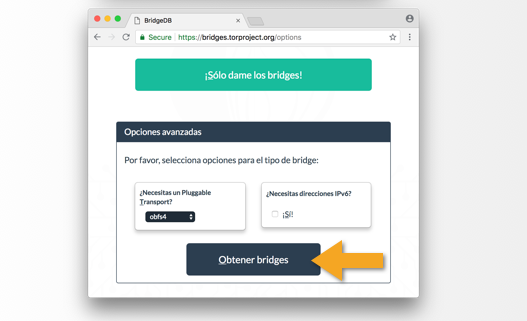 BridgeDB
Secure
https://bridges.torproject.org/options
¡Sólo dame los bridges!
Opciones avanzadas
Por favor, selecciona opciones para el tipo de bridge:
¿Necesitas un Pluggable
Transport?
obfs4
¿Necesitas direcciones IPv6?
¡Sí!
Obtener bridges